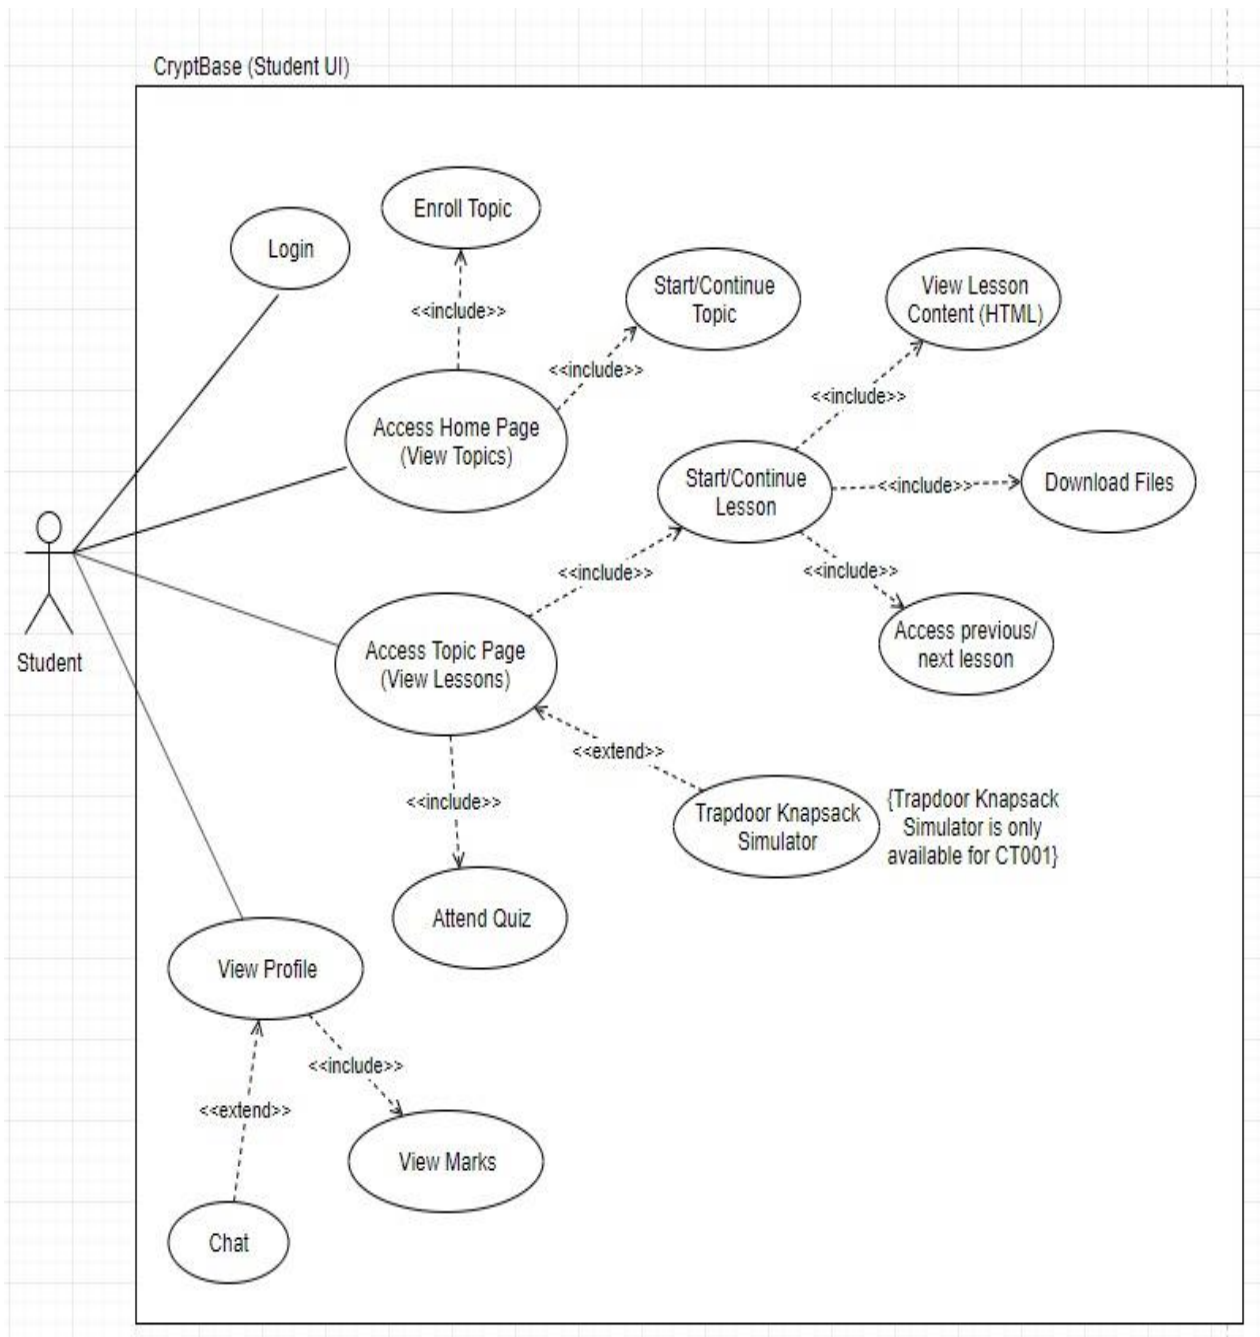 CryptBase (Student UI)
Enroll Topic
Login
Start/Continue
Topic
View Lesson
Content (HTML)
<<include>>
<<include>>
<<include>>
Access Home Page
(View Topics)
Start/Continue
Lesson
<<include>>
Download Files
<<include>>
<<include>>
Access previous/
next lesson
Student
Access Topic Page
(View Lessons)
<<extend>>
<<include>>
Trapdoor Knapsack
Simulator
{Trapdoor Knapsack
Simulator is only
available for CT001}
Attend Quiz
View Profile
<<include>>
<<extend>>
View Marks
Chat